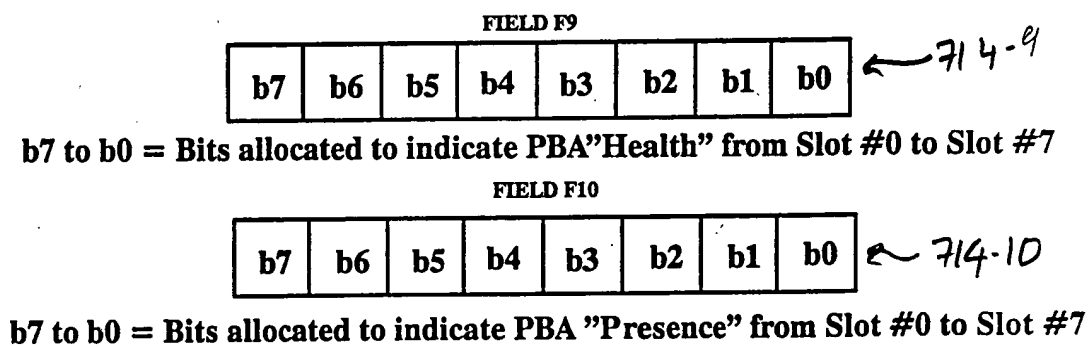 FIELD F9
b7 b6 b5 b4 b3 b2 b1 b0 714-9
b7 to b0 = Bits allocated to indicate PBA”Health” from Slot #0 to Slot #7
FIELD F10
b7 b6 b5 b4 b3 b2 b1 b0 714-10
b7 to b0 = Bits allocated to indicate PBA ”Presence” from Slot #0 to Slot #7